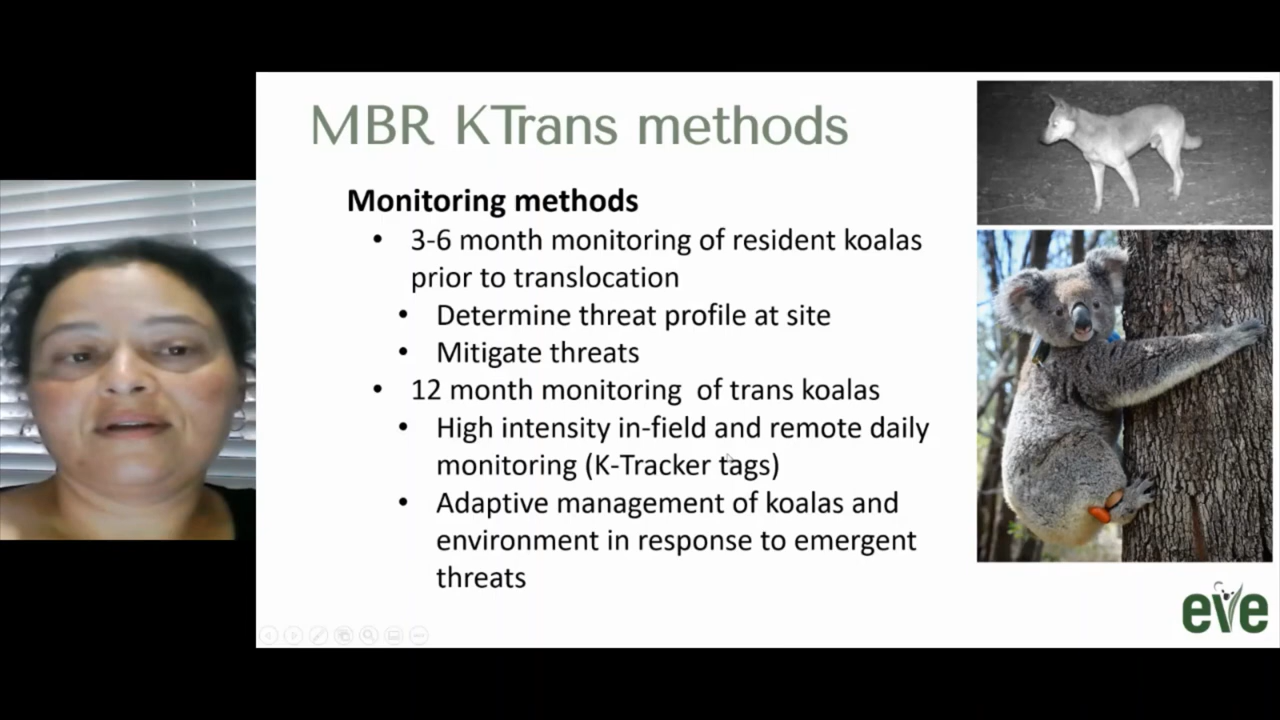 MBR KTrans methods
Monitoring methods
• 3-6 month monitoring of resident koalas
prior to translocation
• Determine threat profile at site
• Mitigate threats
• 12 month monitoring  of trans koalas
• High intensity in-field and remote daily
monitoring (K-Tracker tags)
• Adaptive management of koalas and
environment in response to emergent
threats
eve